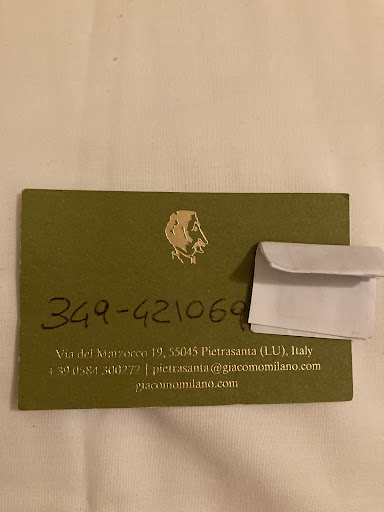 349-421069
Via del Marzocco 19, 55045 Pietrasanta (LU), Italy
+39 0584 300272 | pietrasanta@giacomomilano.com
giacomomilano.com